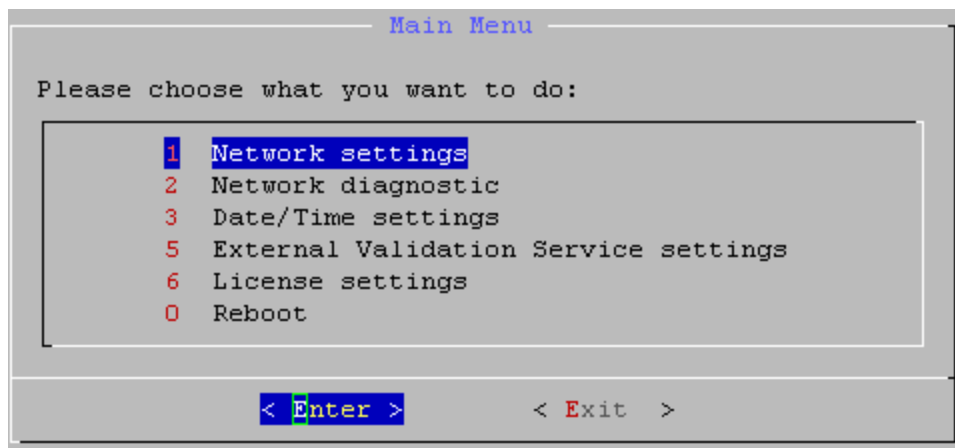 Main Menu
Please choose what you want to do:
1 Network settings
2 Network diagnostic
3 Date/Time settings
5 External Validation Service settings
6 License settings
0 Reboot
< Enter > < Exit >